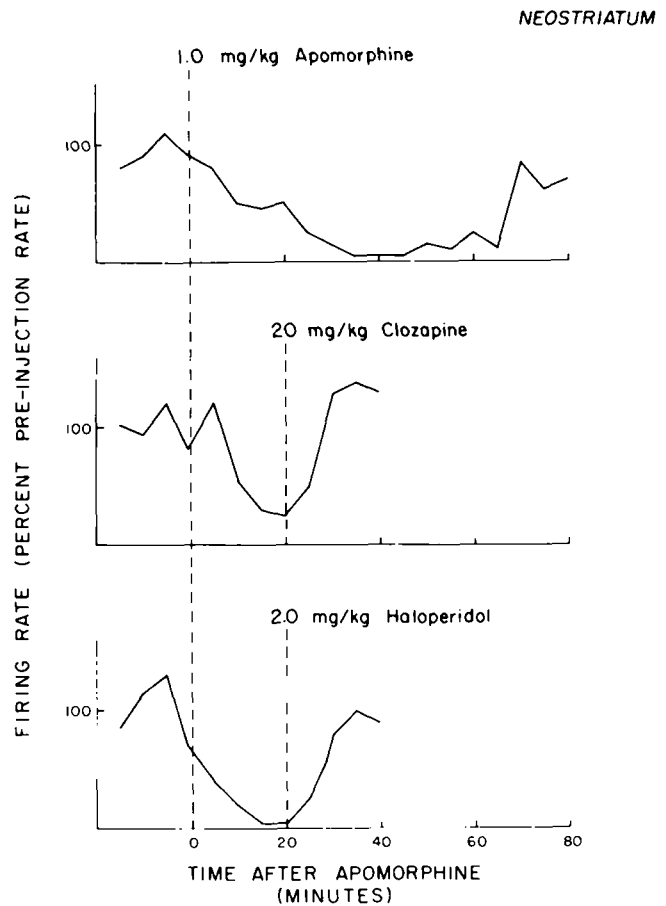 NEOSTRIATUM
1.0 mg/kg Apomorphine
100
20 mg/kg Clozapine
100
2.0 mg/kg Haloperidol
100
0 20 40 60 80
TIME AFTER APOMORPHINE
(MINUTES)
FIRING RATE (PERCENT PRE-INJECTION RATE)